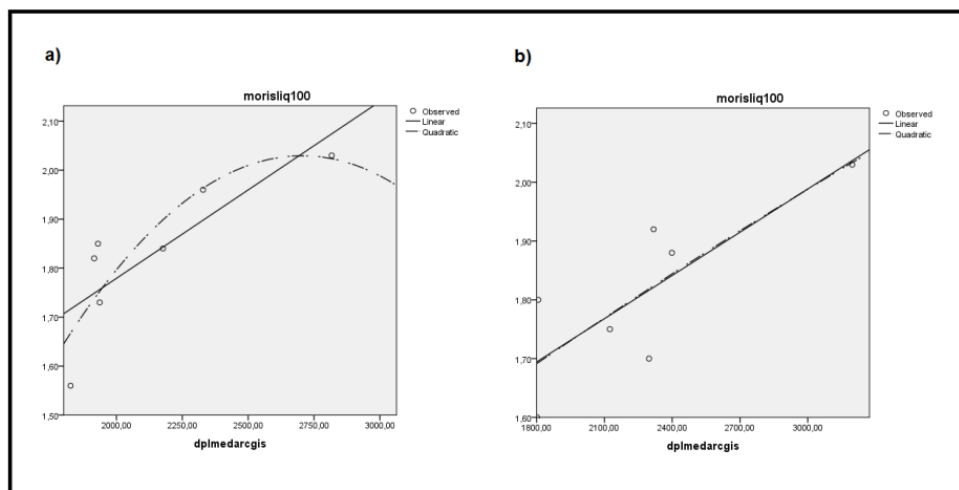 a)
morisliq100
Observed
Linear
Quadratic
2,10
2,00
1,90
1,80
1,70
1,60
1,50
2000,00 2250,00 2500,00 2750,00 3000,00
dplmedarcgis
b)
morisliq100
Observed
Linear
Quadratic
2,10
2,00
1,90
1,80
1,70
1,60
1800,00 2100,00 2400,00 2700,00 3000,00
dplmedarcgis